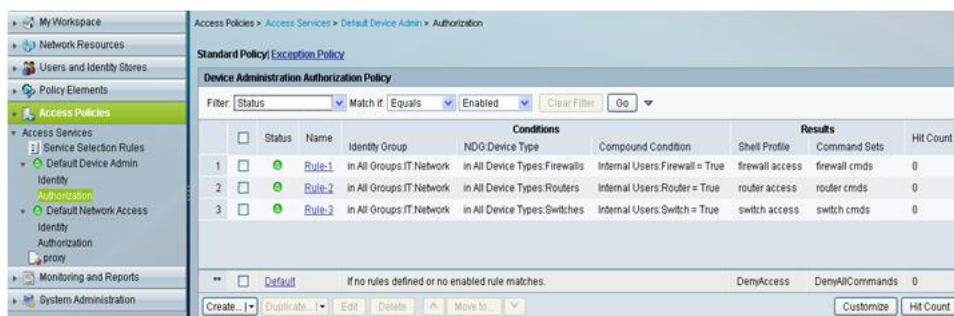 My Workspace
Network Resources
Users and Identity Stores
Policy Elements
Access Policies
Access Services
Service Selection Rules
Default Device Admin
Identity
Authorization
Default Network Access
Identity
Authorization
proxy
Monitoring and Reports
System Administration
Access Policies > Access Services > Default Device Admin > Authorization
Standard Policy| Exception Policy
Device Administration Authorization Policy
Filter: Status Match if: Equals Enabled Clear Filter Go
Conditions Results
Status Name Identity Group NDG:Device Type Compound Condition Shell Profile Command Sets Hit Count
1 Rule-1 in All Groups:IT:Network in All Device Types:Firewalls Internal Users:Firewall = True firewall access firewall cmds 0
2 Rule-2 in All Groups:IT:Network in All Device Types:Routers Internal Users:Router = True router access router cmds 0
3 Rule-3 in All Groups:IT:Network in All Device Types:Switches Internal Users:Switch = True switch access switch cmds 0
** Default If no rules defined or no enabled rule matches. DenyAccess DenyAllCommands 0
Create... | Duplicate... | Edit Delete Move to... Customize Hit Count